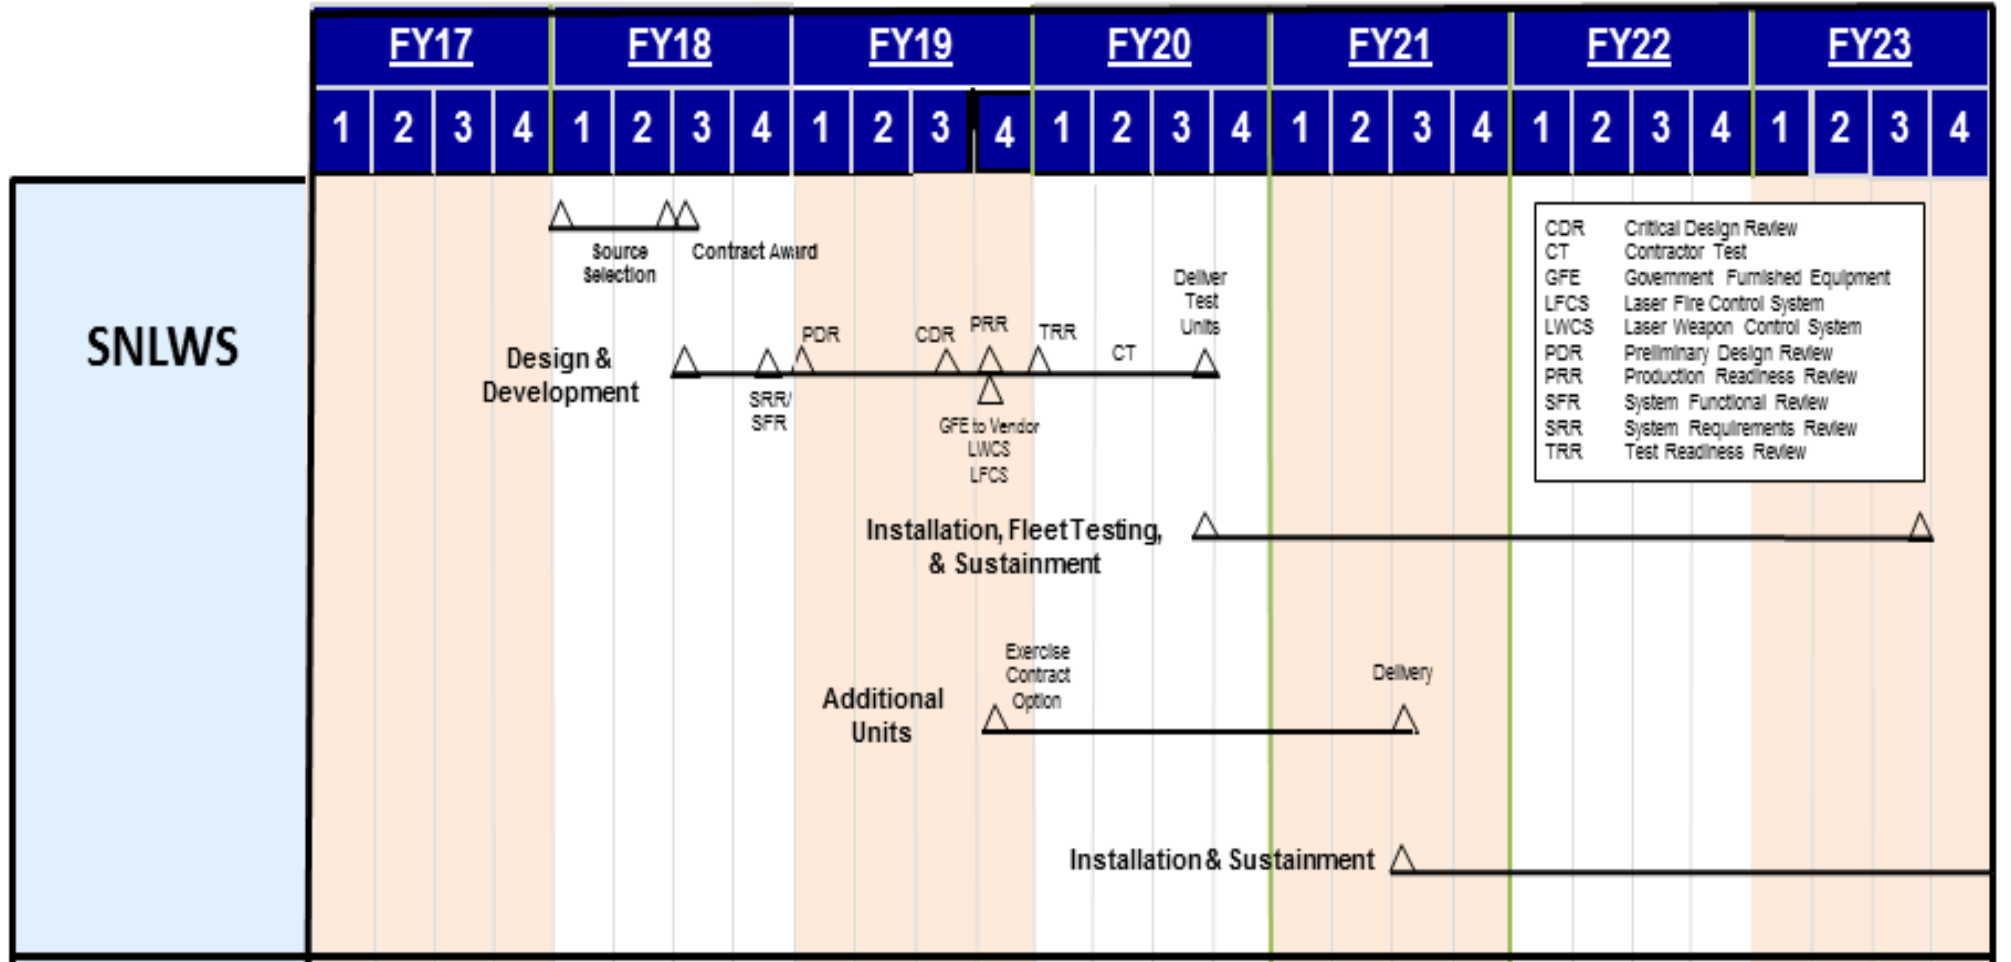 FY17 FY18 FY19 FY20 FY21 FY22 FY23
1 2 3 4 1 2 3 4 1 2 3 4 1 2 3 4 1 2 3 4 1 2 3 4 1 2 3 4
SNLWS
Source
Selection
Contract Award
Design &
Development
SRR/
SFR
PDR
CDR
PRR
GFE to Vendor
LWCS
LFCS
TRR
CT
Deliver
Test
Units
CDR Critical Design Review
CT Contractor Test
GFE Government Furnished Equipment
LFCS Laser Fire Control System
LWCS Laser Weapon Control System
PDR Preliminary Design Review
PRR Production Readiness Review
SFR System Functional Review
SRR System Requirements Review
TRR Test Readiness Review
Installation, Fleet Testing,
& Sustainment
Additional
Units
Exercise
Contract
Option
Delivery
Installation & Sustainment